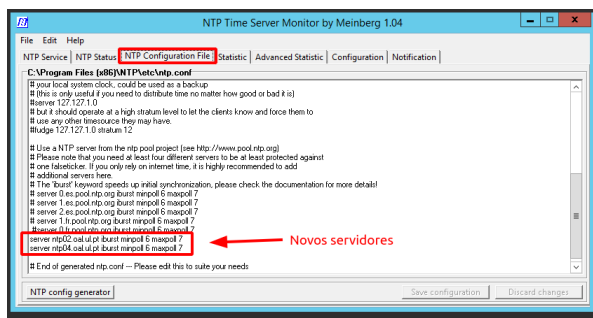 NTP Time Server Monitor by Meinberg 1.04
File Edit Help
NTP Service NTP Status NTP Configuration File Statistic Advanced Statistic Configuration Notification
C:\Program Files (x86)\NTP\etc\ntp.conf
# your local system clock, could be used as a backup
# (this is only useful if you need to distribute time no matter how good or bad it is)
#server 127.127.1.0
# but it should operate at a high stratum level to let the clients know and force them to
# use any other timesource they may have.
#fudge 127.127.1.0 stratum 12
# Use a NTP server from the ntp pool project (see http://www.pool.ntp.org)
# Please note that you need at least four different servers to be at least protected against
# one falseticker. If you only rely on internet time, it is highly recommended to add
# additional servers here.
# The 'iburst' keyword speeds up initial synchronization, please check the documentation for more details!
# server 0.es.pool.ntp.org iburst minpoll 6 maxpoll 7
# server 1.es.pool.ntp.org iburst minpoll 6 maxpoll 7
# server 2.es.pool.ntp.org iburst minpoll 6 maxpoll 7
# server 1.fr.pool.ntp.org iburst minpoll 6 maxpoll 7
#server 0.fr.pool.ntp.org iburst minpoll 6 maxpoll 7
server ntp02.oal.ul.pt iburst minpoll 6 maxpoll 7
server ntp04.oal.ul.pt iburst minpoll 6 maxpoll 7
Novos servidores
# End of generated ntp.conf --- Please edit this to suite your needs
NTP config generator Save configuration Discard changes